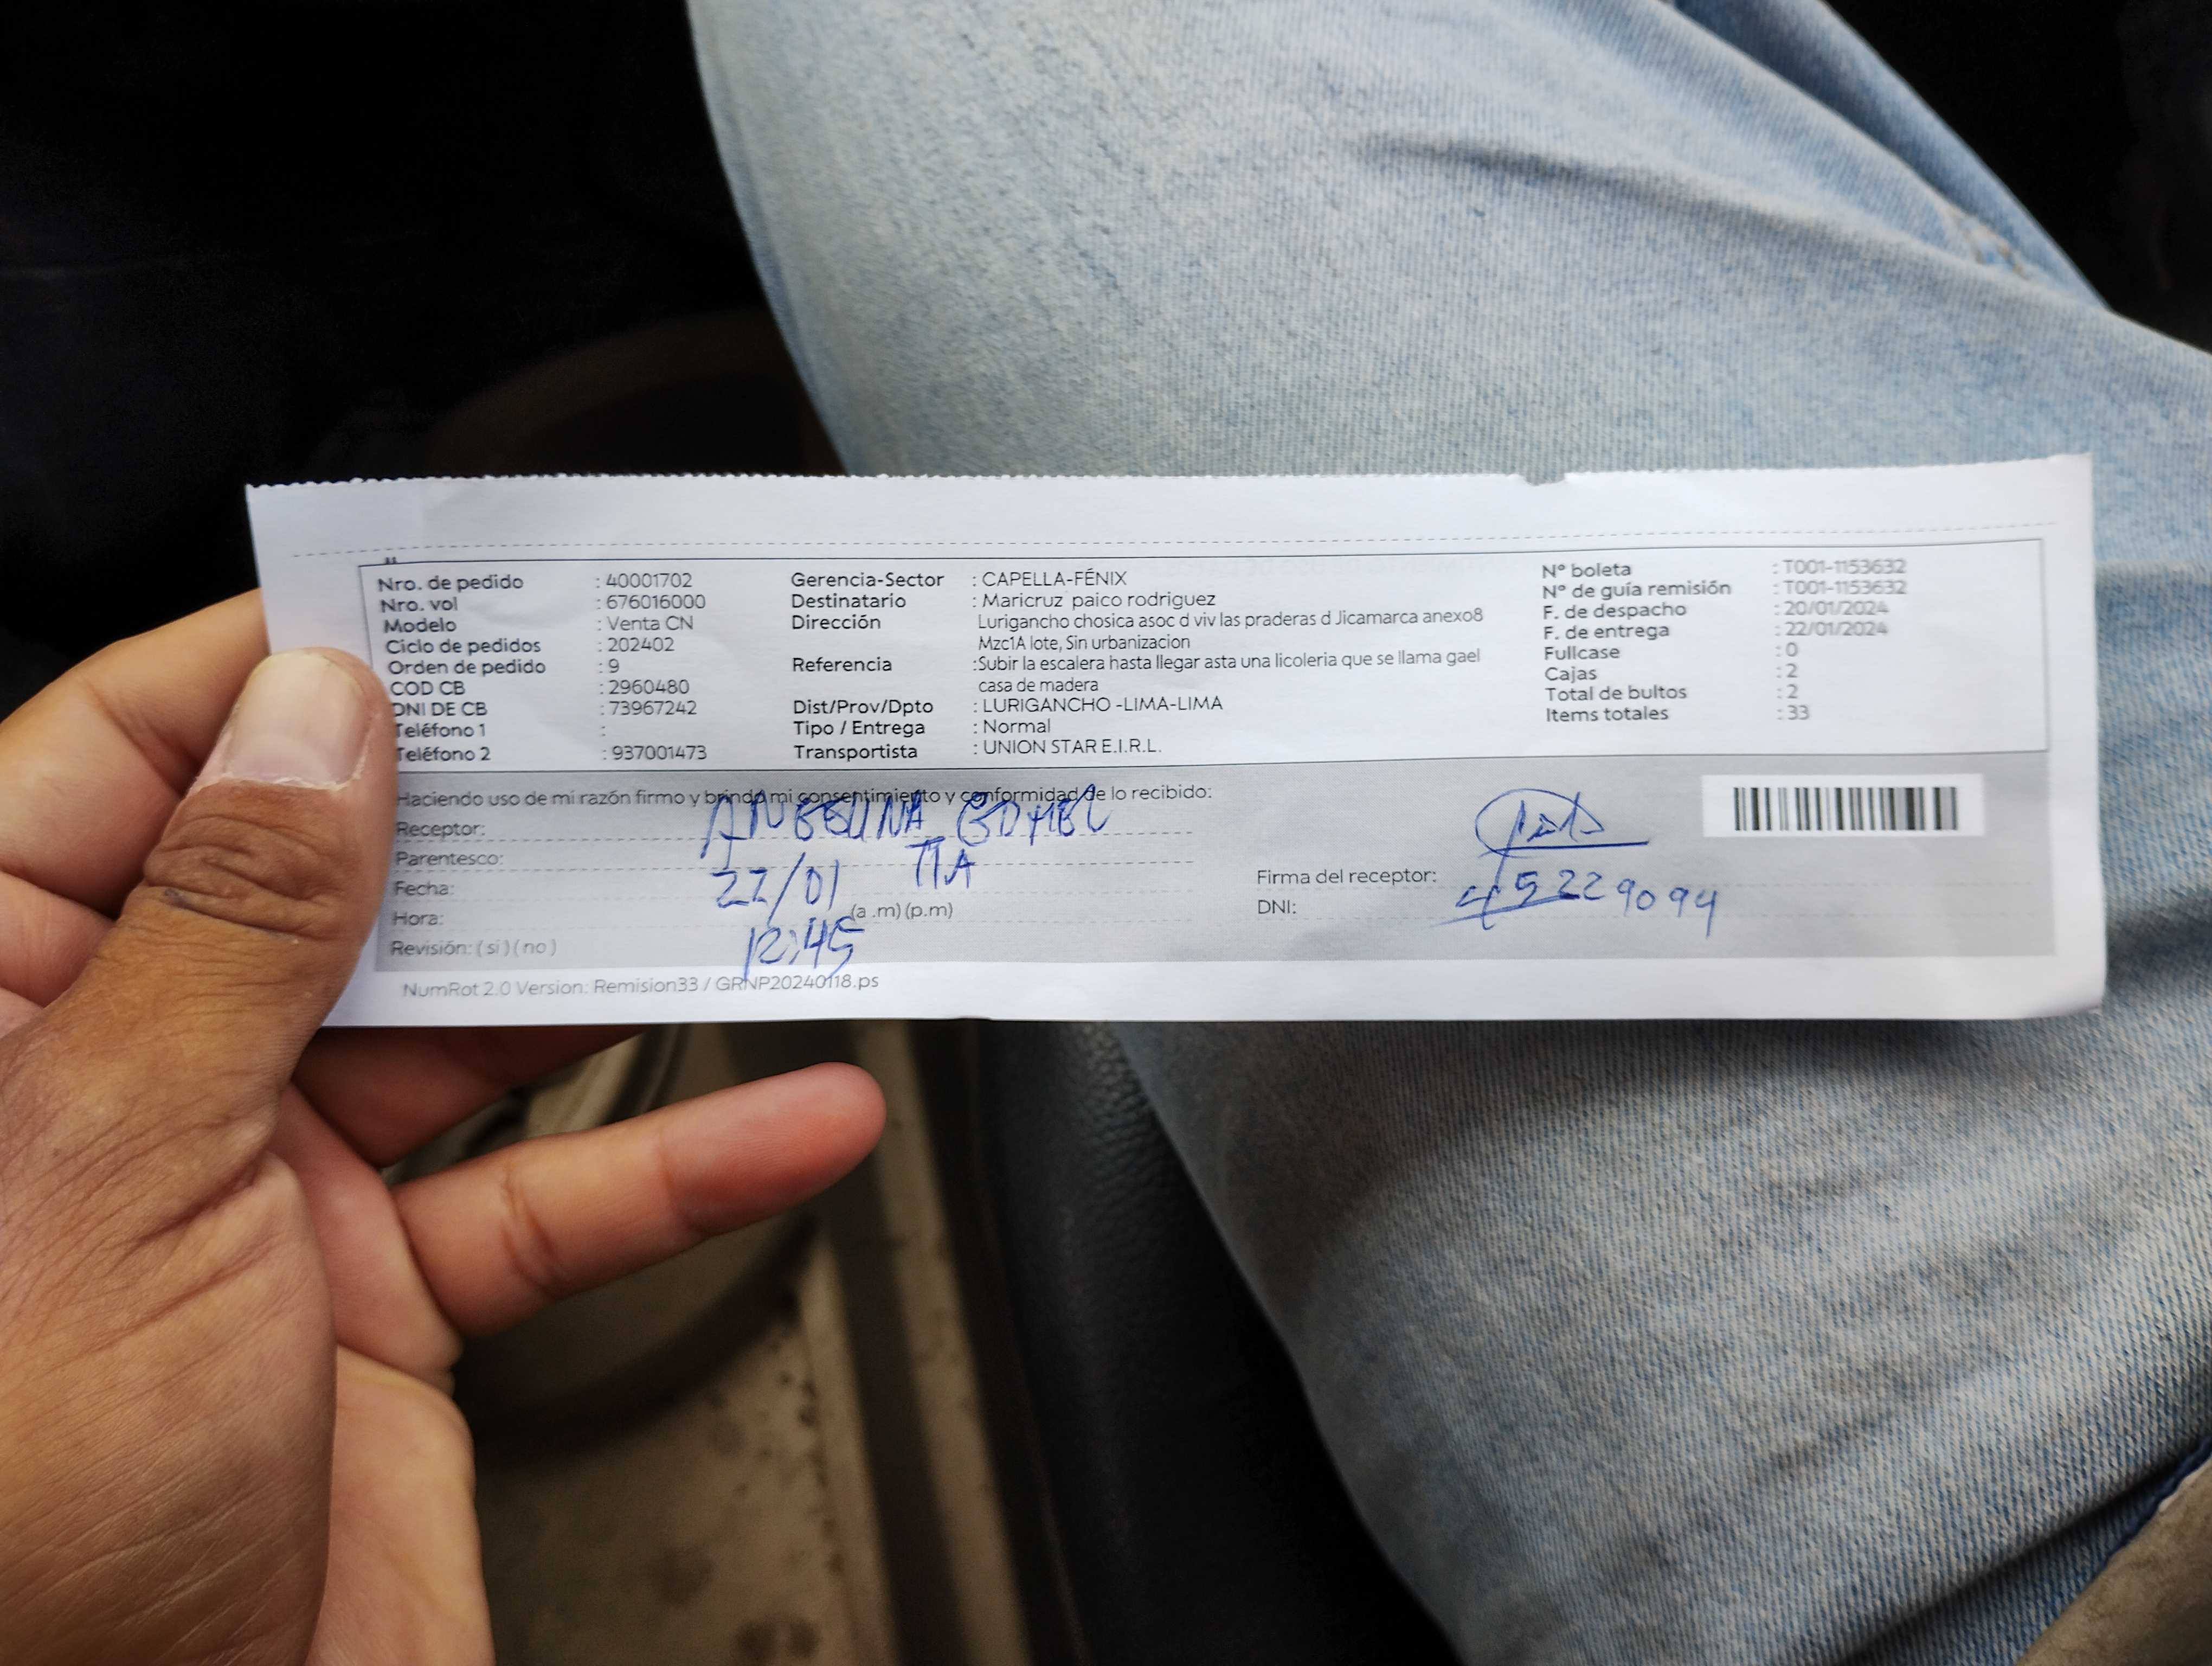 Nro. de pedido : 40001702
Nro. vol : 676016000
Modelo : Venta CN
Ciclo de pedidos : 202402
Orden de pedido : 9
COD CB : 2960480
DNI DE CB : 73967242
Teléfono 1 :
Teléfono 2 : 937001473
Gerencia-Sector : CAPELLA-FÉNIX
Destinatario : Maricruz paico rodriguez
Dirección Lurigancho chosica asoc d viv las praderas d Jicamarca anexo8
Mzc1A lote, Sin urbanizacion
Referencia :Subir la escalera hasta llegar asta una licoleria que se llama gael
casa de madera
Dist/Prov/Dpto : LURIGANCHO -LIMA-LIMA
Tipo / Entrega : Normal
Transportista : UNION STAR E.I.R.L.
N° boleta : T001-1153632
N° de guía remisión : T001-1153632
F. de despacho : 20/01/2024
F. de entrega : 22/01/2024
Fullcase : 0
Cajas : 2
Total de bultos : 2
Items totales : 33
Haciendo uso de mi razón firmo y brindo mi consentimiento y conformidad de lo recibido:
Receptor:
Parentesco: TIA
Fecha: 22/01
Hora: 12:45 (a .m) (p.m)
Revisión: ( si ) ( no )
Firma del receptor:
DNI: 45229094
NumRot 2.0 Version: Remision33 / GRNP20240118.ps